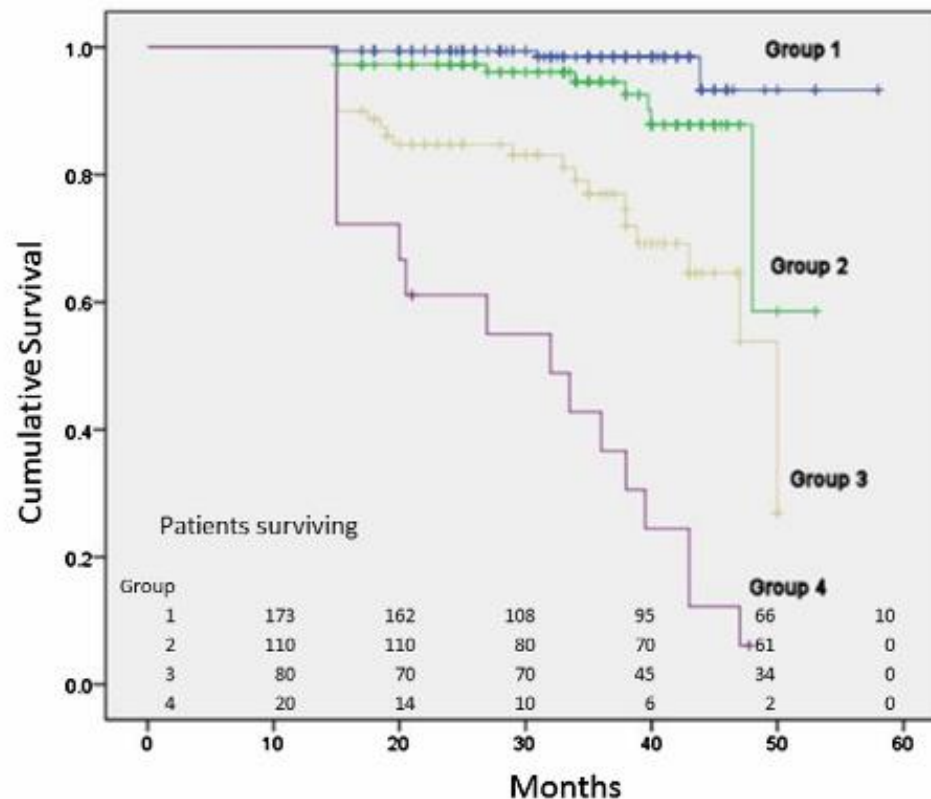 Cumulative Survival
1.0
0.8
0.6
0.4
0.2
0.0
Group 1
Group 2
Group 3
Group 4
Patients surviving
Group
1 173 162 108 95 66 10
2 110 110 80 70 61 0
3 80 70 70 45 34 0
4 20 14 10 6 2 0
0 10 20 30 40 50 60
Months